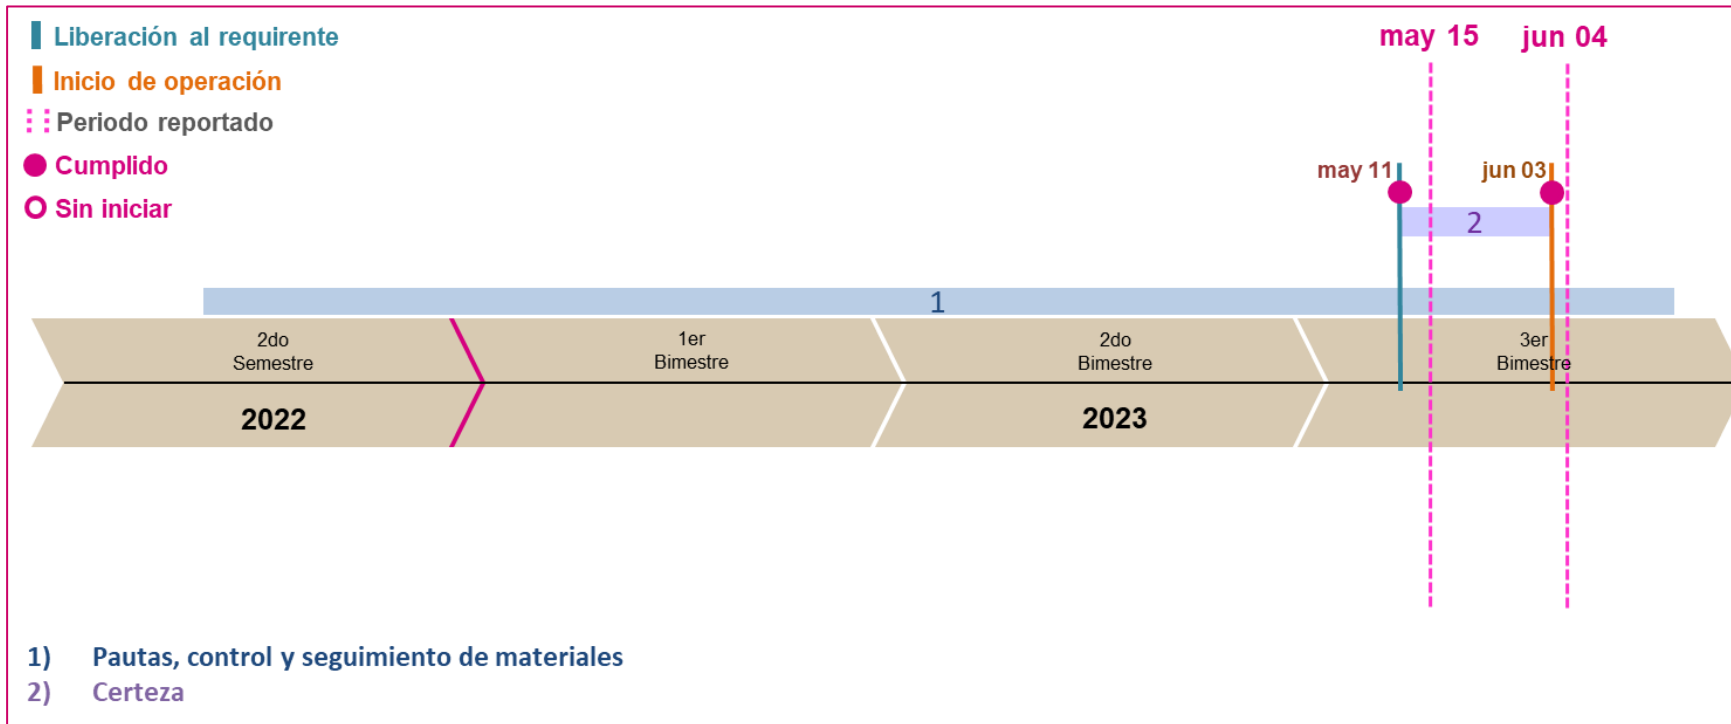 Liberación al requirente
Inicio de operación
Periodo reportado
Cumplido
Sin iniciar
may 15
jun 04
may 11
jun 03
2
1
2do
Semestre
1er
Bimestre
2do
Bimestre
3er
Bimestre
2022
2023
1) Pautas, control y seguimiento de materiales
2) Certeza